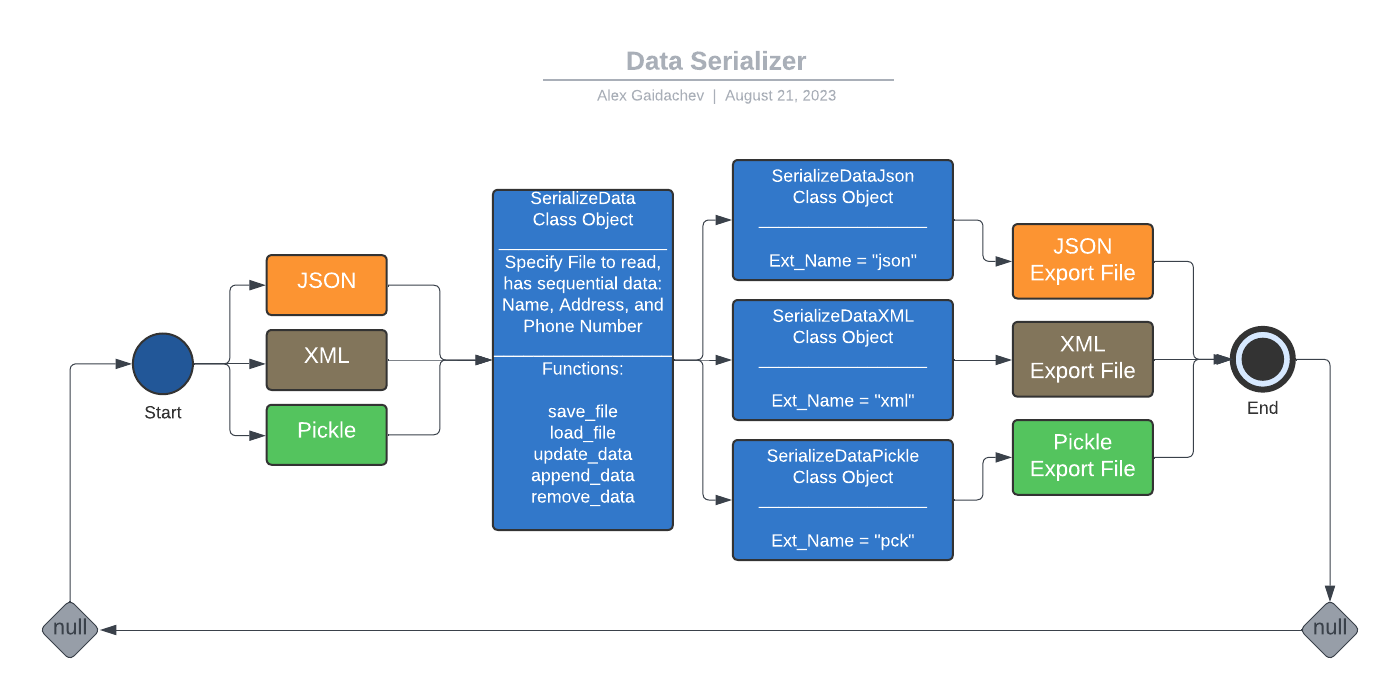 Data Serializer
Alex Gaidachev | August 21, 2023
Start
JSON
XML
Pickle
SerializeData
Class Object
Specify File to read,
has sequential data:
Name, Address, and
Phone Number
Functions:
save_file
load_file
update_data
append_data
remove_data
SerializeDataJson
Class Object
Ext_Name = "json"
SerializeDataXML
Class Object
Ext_Name = "xml"
SerializeDataPickle
Class Object
Ext_Name = "pck"
JSON
Export File
XML
Export File
Pickle
Export File
End
null
null